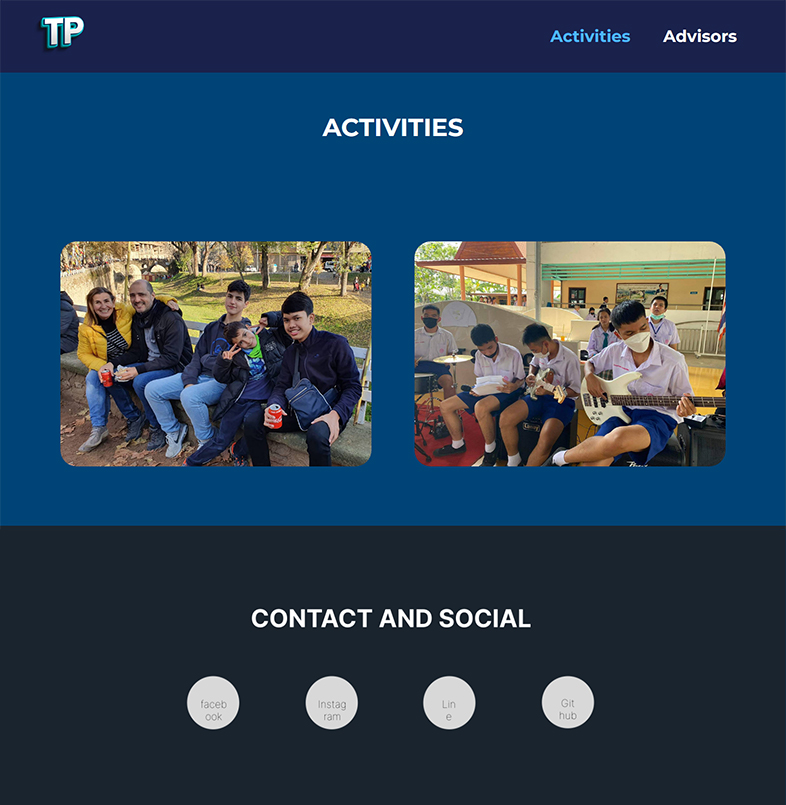 TP
Activities
Advisors
ACTIVITIES
CONTACT AND SOCIAL
faceb
ook
Instag
ram
Lin
e
Git
hub